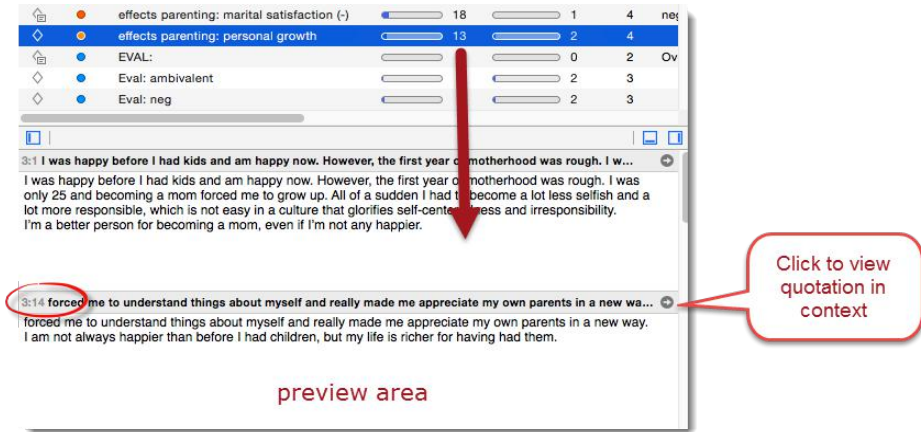 effects parenting: marital satisfaction (-) 18 1 4 neg
effects parenting: personal growth 13 2 4
EVAL: 0 2 Ov
Eval: ambivalent 2 3
Eval: neg 2 3
3:1 I was happy before I had kids and am happy now. However, the first year of motherhood was rough. I w...
I was happy before I had kids and am happy now. However, the first year of motherhood was rough. I was
only 25 and becoming a mom forced me to grow up. All of a sudden I had to become a lot less selfish and a
lot more responsible, which is not easy in a culture that glorifies self-centeredness and irresponsibility.
I'm a better person for becoming a mom, even if I'm not any happier.
3:14 forced me to understand things about myself and really made me appreciate my own parents in a new wa...
forced me to understand things about myself and really made me appreciate my own parents in a new way.
I am not always happier than before I had children, but my life is richer for having had them.
Click to view
quotation in
context
preview area